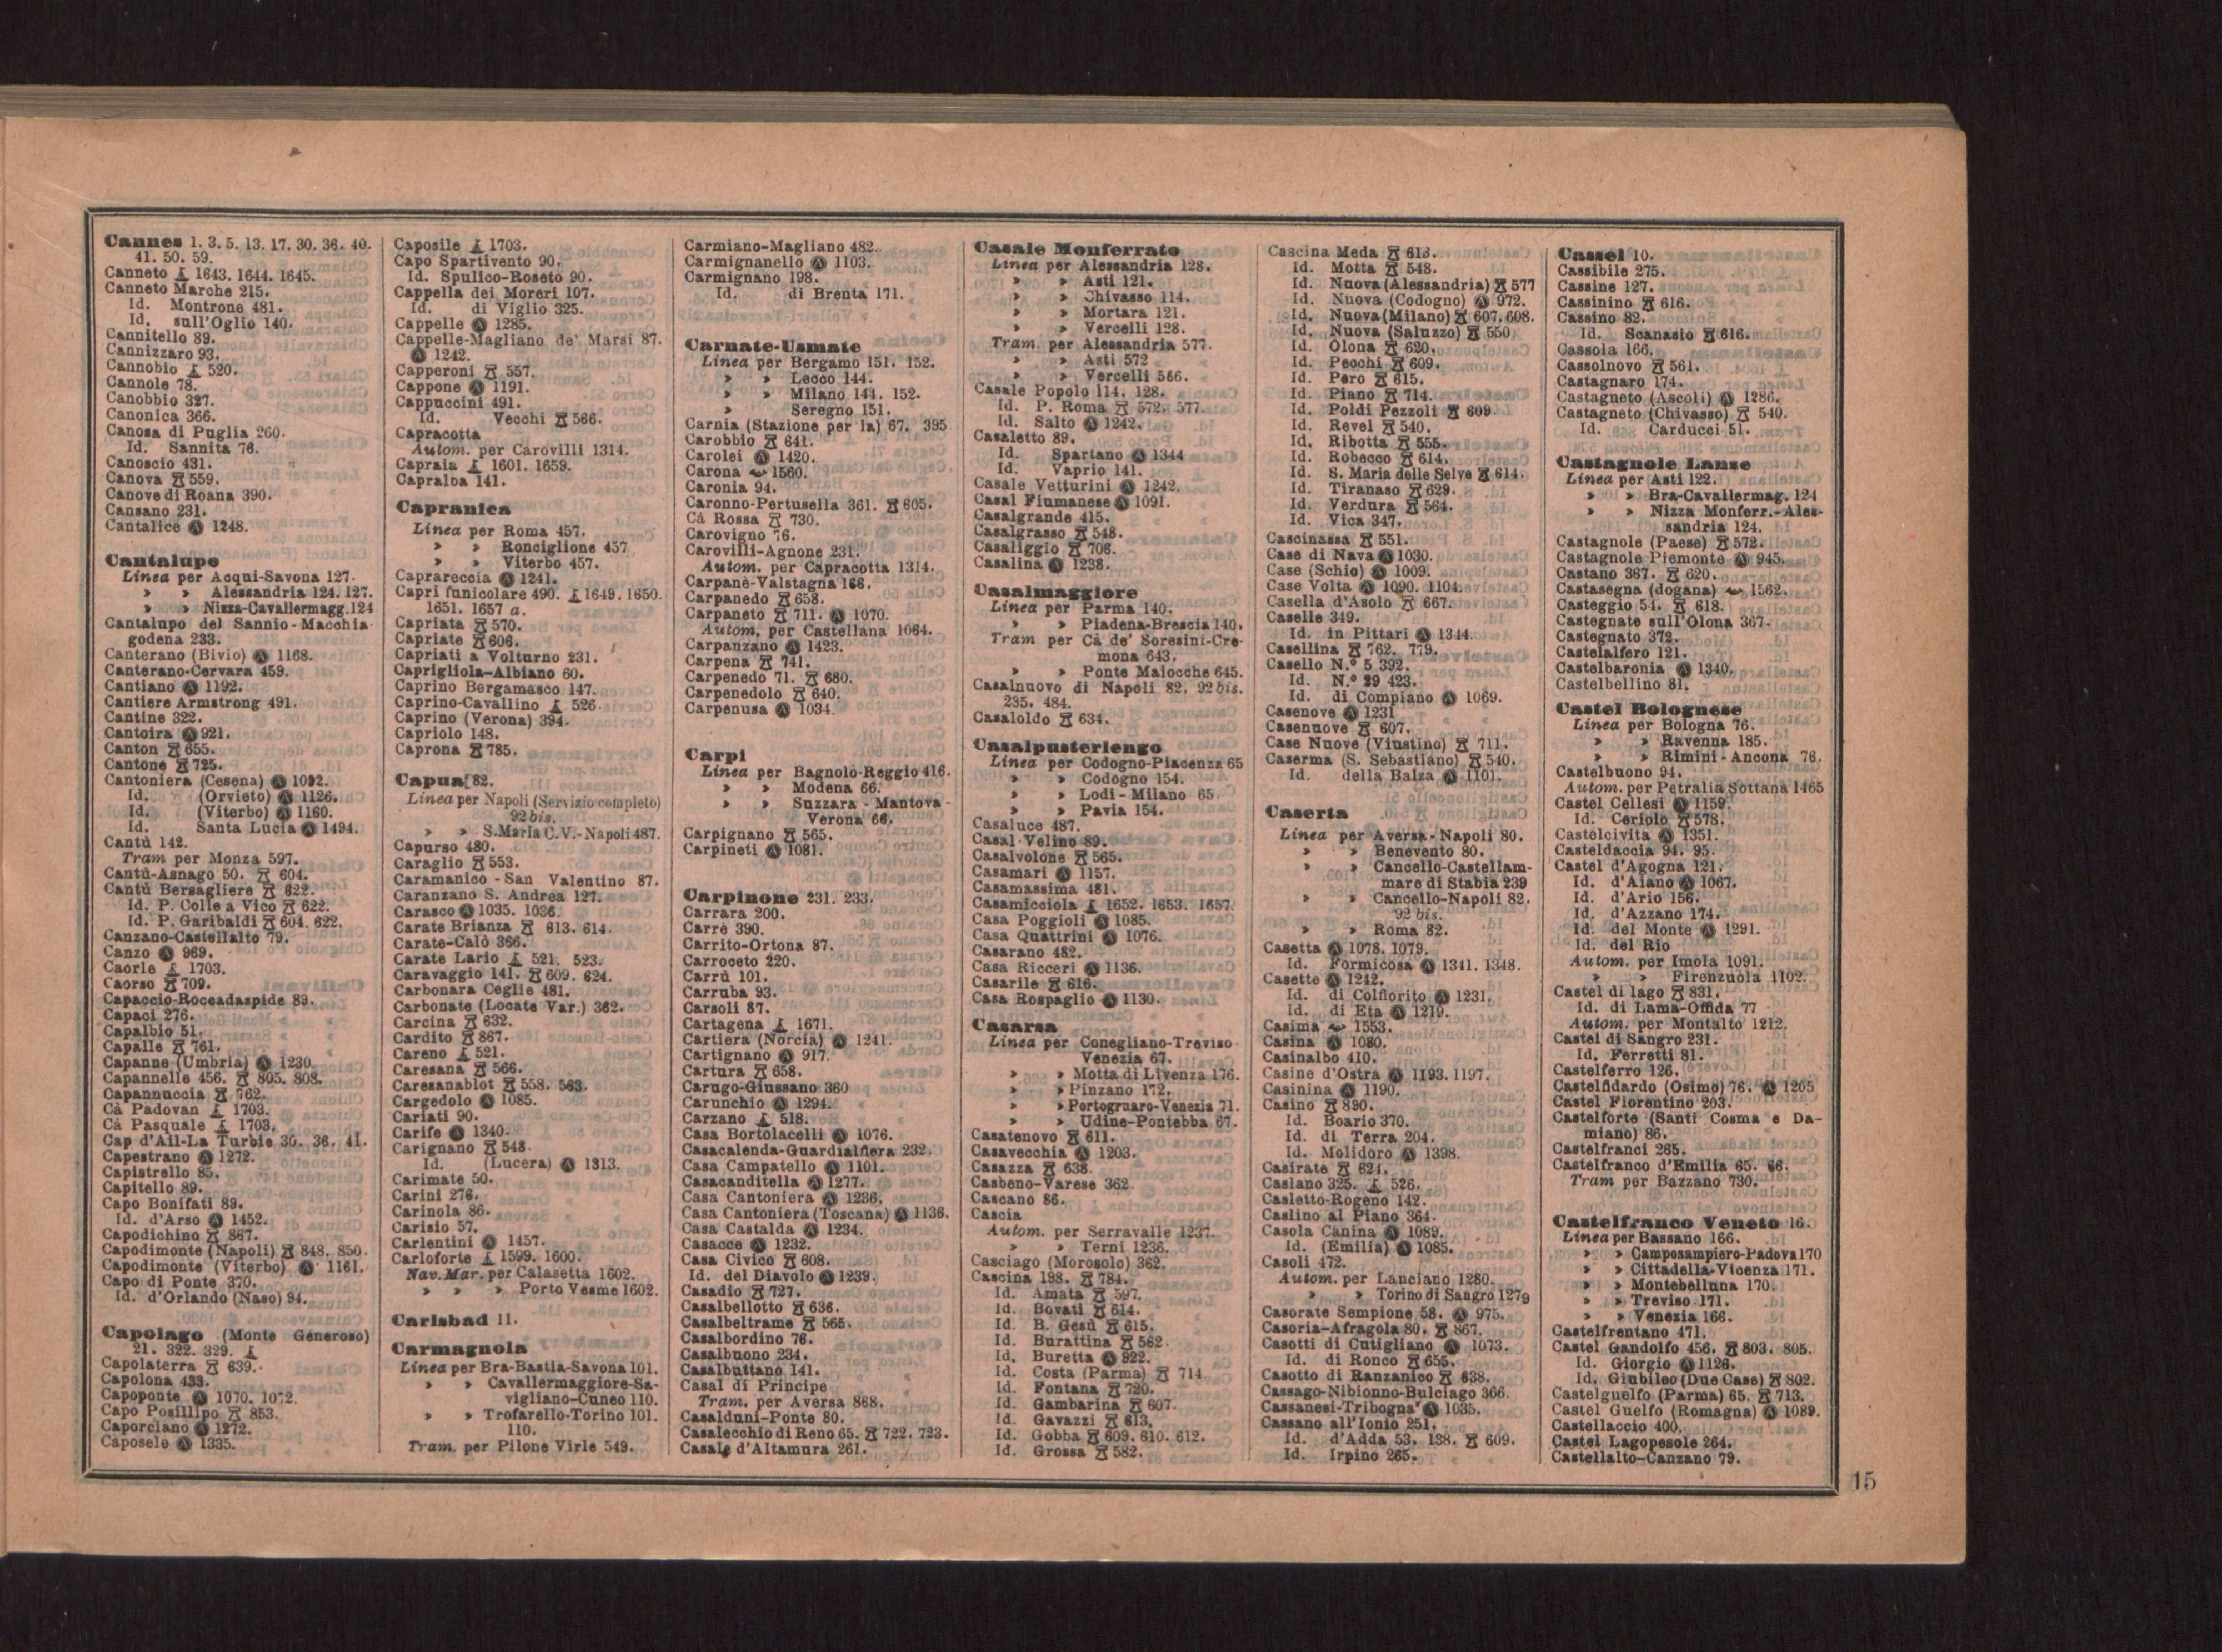 Cannes 1. 3. 5. 13. 17. 30. 36. 40.
41. 50. 59.
Canneto 1643. 1644. 1645.
Canneto Marche 215.
Id. Montrone 481.
Id. sull'Oglio 140.
Cannitello 89.
Cannizzaro 93.
Cannobio 520.
Cannole 78.
Canobbio 327.
Canonica 366.
Canosa di Puglia 260.
Id. Sannita 76.
Canoscio 431.
Canova 559.
Canove di Roana 390.
Cansano 231.
Cantalice 1248.
Cantalupo
Linea per Acqui-Savona 127.
» » Alessandria 124. 127.
» » Nizza-Cavallermagg. 124
Cantalupo del Sannio-Macchia-
godena 233.
Canterano (Bivio) 1168.
Canterano-Cervara 459.
Cantiano 1192.
Cantiere Armstrong 491.
Cantine 322.
Cantoira 921.
Canton 655.
Cantone 725.
Cantoniera (Cesena) 1092.
Id. (Orvieto) 1126.
Id. (Viterbo) 1160.
Id. Santa Lucia 1494.
Cantù 142.
Tram per Monza 597.
Cantù-Asnago 50. 604.
Cantù Bersagliere 622.
Id. P. Colle a Vico 622.
Id. P. Garibaldi 604. 622.
Canzano-Castellalto 79.
Canzo 969.
Caorle 1703.
Caorso 709.
Capaccio-Roccadaspide 89.
Capaci 276.
Capalbio 51.
Capalle 761.
Capanne (Umbria) 1230.
Capannelle 456. 805. 808.
Capannuccia 762.
Cà Padovan 1703.
Cà Pasquale 1703.
Cap d'Ail-La Turbie 30. 36. 41.
Capestrano 1272.
Capistrello 85.
Capitello 89.
Capo Bonifati 89.
Id. d'Arso 1452.
Capodichino 867.
Capodimonte (Napoli) 848. 850.
Capodimonte (Viterbo) 1161.
Capo di Ponte 370.
Id. d'Orlando (Naso) 94.
Capolago (Monte Generoso)
21. 322. 329.
Capolaterra 639.
Capolona 433.
Capoponte 1070. 1072
Capo Posillipo 853.
Caporciano 1272.
Caposele 1335.
Caposile 1703.
Capo Spartivento 90.
Id. Spulico-Roseto 90.
Cappella dei Moreri 107.
Id. di Viglio 325.
Cappelle 1285.
Cappelle-Magliano de' Marsi 87.
1242.
Capperoni 557.
Cappone 1191.
Cappuccini 491.
Id. Vecchi 566.
Capracotta
Autom. per Carovilli 1314.
Capraia 1601. 1659.
Capralba 141.
Capranica
Linea per Roma 457.
» » Ronciglione 457
» » Viterbo 457.
Caprareccia 1241.
Capri funicolare 490. 1649. 1650.
1651. 1657 a.
Capriata 570.
Capriate 606.
Capriati a Volturno 231.
Caprigliola-Albiano 60.
Caprino Bergamasco 147.
Caprino-Cavallino 526.
Caprino (Verona) 394.
Capriolo 148.
Caprona 785.
Capua 82.
Linea per Napoli (Servizio completo)
92 bis.
» » S. Maria C. V.-Napoli 487.
Capurso 480.
Caraglio 553.
Caramanico - San Valentino 87.
Caranzano S. Andrea 127.
Carasco 1035. 1036.
Carate Brianza 613. 614.
Carate-Calò 366.
Carate Lario 521. 523.
Caravaggio 141. 609. 624.
Carbonara Ceglie 481.
Carbonate (Locate Var.) 362.
Carcina 632.
Cardito 867.
Careno 521.
Caresana 566.
Caresanablot 558. 563.
Cargedolo 1085.
Cariati 90.
Carife 1340.
Carignano 548.
Id. (Lucera) 1313.
Carimate 50.
Carini 276.
Carinola 86.
Carisio 57.
Carlentini 1457.
Carloforte 1599. 1600.
Nav. Mar. per Calasetta 1602.
» » » Porto Vesme 1602.
Carlsbad 11.
Carmagnola
Linea per Bra-Bastia-Savona 101.
» » Cavallermaggiore-Sa-
vigliano-Cuneo 110.
» » Trofarello-Torino 101.
110.
Tram. per Pilone Virle 549.
Carmiano-Magliano 482.
Carmignanello 1103.
Carmignano 198.
Id. di Brenta 171.
Carnate-Usmate
Linea per Bergamo 151. 152.
» » Lecco 144.
» » Milano 144. 152.
» Seregno 151.
Carnia (Stazione per la) 67. 395
Carobbio 641.
Carolei 1420.
Carona 1560.
Caronia 94.
Caronno-Pertusella 361. 605.
Cà Rossa 730.
Carovigno 76.
Carovilli-Agnone 231.
Autom. per Capracotta 1314.
Carpanè-Valstagna 166.
Carpanedo 658.
Carpaneto 711. 1070.
Autom. per Castellana 1064.
Carpanzano 1423.
Carpena 741.
Carpenedo 71. 680.
Carpenedolo 640.
Carpenusa 1034.
Carpi
Linea per Bagnolo-Reggio 416.
» » Modena 66.
» » Suzzara - Mantova -
Verona 66.
Carpignano 565.
Carpineti 1081.
Carpinone 231. 233.
Carrara 200.
Carrè 390.
Carrito-Ortona 87.
Carroceto 220.
Carrù 101.
Carruba 93.
Carsoli 87.
Cartagena 1671.
Cartiera (Norcia) 1241.
Cartignano 917.
Cartura 658.
Carugo-Giussano 360
Carunchio 1294.
Carzano 518.
Casa Bortolacelli 1076.
Casacalenda-Guardialfiera 232.
Casa Campatello 1101.
Casacanditella 1277.
Casa Cantoniera 1236.
Casa Cantoniera (Toscana) 1136.
Casa Castalda 1234.
Casacce 1232.
Casa Civico 608.
Id. del Diavolo 1239.
Casadio 727.
Casalbellotto 636.
Casalbeltrame 565.
Casalbordino 76.
Casalbuono 234.
Casalbuttano 141.
Casal di Principe
Tram. per Aversa 868.
Casalduni-Ponte 80.
Casalecchio di Reno 65. 722. 723.
Casale d'Altamura 261.
Casale Monferrato
Linea per Alessandria 128.
» » Asti 121.
» » Chivasso 114.
» » Mortara 121.
» » Vercelli 128.
Tram. per Alessandria 577.
» » Asti 572
» » Vercelli 566.
Casale Popolo 114. 128.
Id. P. Roma 572. 577.
Id. Salto 1242.
Casaletto 89.
Id. Spartano 1344
Id. Vaprio 141.
Casale Vetturini 1242.
Casal Fiumanese 1091.
Casalgrande 415.
Casalgrasso 548.
Casaliggio 706.
Casalina 1238.
Casalmaggiore
Linea per Parma 140.
» » Piadena-Brescia 140.
Tram per Cà de' Soresini-Cre-
mona 643.
» » Ponte Maiocche 645.
Casalnuovo di Napoli 82. 92 bis.
235. 484.
Casaloldo 634.
Casalpusterlengo
Linea per Codogno-Piacenza 65
» » Codogno 154.
» » Lodi - Milano 65.
» » Pavia 154.
Casaluce 487.
Casal Velino 89.
Casalvolone 565.
Casamari 1157.
Casamassima 481.
Casamicciola 1652. 1653. 1657.
Casa Poggioli 1085.
Casa Quattrini 1076.
Casarano 482.
Casa Ricceri 1136.
Casarile 616.
Casa Rospaglio 1130.
Casarsa
Linea per Conegliano-Treviso-
Venezia 67.
» » Motta di Livenza 176.
» » Pinzano 172.
» » Portogruaro-Venezia 71.
» » Udine-Pontebba 67.
Casatenovo 611.
Casavecchia 1203.
Casazza 638.
Casbeno-Varese 362.
Cascano 86.
Cascia
Autom. per Serravalle 1237.
» » Terni 1236.
Casciago (Morosolo) 362.
Cascina 198. 784.
Id. Amata 597.
Id. Bovati 614.
Id. B. Gesù 615.
Id. Burattina 562.
Id. Buretta 922.
Id. Costa (Parma) 714
Id. Fontana 720.
Id. Gambarina 607.
Id. Gavazzi 613.
Id. Gobba 609. 610. 612.
Id. Grossa 582.
Cascina Meda 613.
Id. Motta 548.
Id. Nuova (Alessandria) 577
Id. Nuova (Codogno) 972.
Id. Nuova (Milano) 607. 608.
Id. Nuova (Saluzzo) 550
Id. Olona 620.
Id. Pecchi 609.
Id. Pero 615.
Id. Piano 714.
Id. Poldi Pezzoli 609.
Id. Revel 540.
Id. Ribotta 555.
Id. Robecco 614.
Id. S. Maria delle Selve 614.
Id. Tiranaso 629.
Id. Verdura 564.
Id. Vica 347.
Cascinassa 551.
Case di Nava 1030.
Case (Schio) 1009.
Case Volta 1090. 1104.
Casella d'Asolo 667.
Caselle 349.
Id. in Pittari 1344.
Casellina 762. 779.
Casello N.° 5 392.
Id. N.° 29 423.
Id. di Compiano 1069.
Casenove 1231
Casenuove 607.
Case Nuove (Viustino) 711.
Caserma (S. Sebastiano) 540.
Id. della Balza 1101.
Caserta
Linea per Aversa - Napoli 80.
» » Benevento 80.
» » Cancello-Castellam-
mare di Stabia 239
» » Cancello-Napoli 82.
92 bis.
» » Roma 82.
Casetta 1078. 1079.
Id. Formicosa 1341. 1348.
Casette 1242.
Id. di Colfiorito 1231.
Id. di Eta 1219.
Casima 1553.
Casina 1080.
Casinalbo 410.
Casine d'Ostra 1193. 1197.
Casinina 1190.
Casino 890.
Id. Boario 370.
Id. di Terra 204.
Id. Molidoro 1398.
Casirate 624.
Caslano 325. 526.
Casletto-Rogeno 142.
Caslino al Piano 364.
Casola Canina 1089.
Id. (Emilia) 1085.
Casoli 472.
Autom. per Lanciano 1280.
» » Torino di Sangro 1279
Casorate Sempione 58. 975.
Casoria-Afragola 80. 867.
Casotti di Cutigliano 1073.
Id. di Ronco 655.
Casotto di Ranzanico 638.
Cassago-Nibionno-Bulciago 366.
Cassanesi-Tribogna 1035.
Cassano all'Ionio 251.
Id. d'Adda 53. 138. 609.
Id. Irpino 265.
Cassel 10.
Cassibile 275.
Cassine 127.
Cassinino 616.
Cassino 82.
Id. Scanasio 616.
Cassola 166.
Cassolnovo 561.
Castagnaro 174.
Castagneto (Ascoli) 1286.
Castagneto (Chivasso) 540.
Id. Carducci 51.
Castagnole Lanze
Linea per Asti 122.
» » Bra-Cavallermag. 124
» » Nizza Monferr.-Ales-
sandria 124.
Castagnole (Paese) 572.
Castagnole Piemonte 945.
Castano 367. 620.
Castasegna (dogana) 1562.
Casteggio 54. 618.
Castegnate sull'Olona 367.
Castegnato 372.
Castelalfero 121.
Castelbaronia 1340.
Castelbellino 81.
Castel Bolognese
Linea per Bologna 76.
» » Ravenna 185.
» » Rimini - Ancona 76.
Castelbuono 94.
Autom. per Petralia Sottana 1465
Castel Cellesi 1159.
Id. Ceriolo 578.
Castelcivita 1351.
Casteldaccia 94. 95.
Castel d'Agogna 121.
Id. d'Aiano 1067.
Id. d'Ario 156.
Id. d'Azzano 174.
Id. del Monte 1291.
Id. del Rio
Autom. per Imola 1091.
» » Firenzuola 1102.
Castel di lago 831.
Id. di Lama-Offida 77
Autom. per Montalto 1212.
Castel di Sangro 231.
Id. Ferretti 81.
Castelferro 126.
Castelfidardo (Osimo) 76. 1205
Castel Fiorentino 203.
Castelforte (Santi Cosma e Da-
miano) 86.
Castelfranci 265.
Castelfranco d'Emilia 65. 66.
Tram per Bazzano 730.
Castelfranco Veneto 16.
Linea per Bassano 166.
» » Camposampiero-Padova 170
» » Cittadella-Vicenza 171.
» » Montebelluna 170.
» » Treviso 171.
» » Venezia 166.
Castelfrentano 471.
Castel Gandolfo 456. 803. 805.
Id. Giorgio 1126.
Id. Giubileo (Due Case) 802.
Castelguelfo (Parma) 65. 713.
Castel Guelfo (Romagna) 1089.
Castellaccio 400.
Castel Lagopesole 264.
Castellalto-Canzano 79.
15